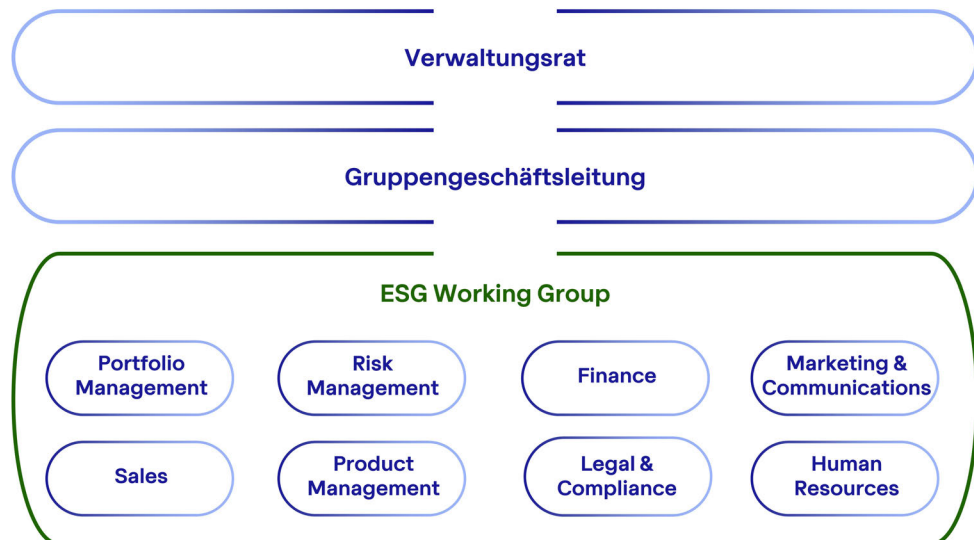 Verwaltungsrat
Gruppengeschäftsleitung
ESG Working Group
Portfolio
Management
Risk
Management
Finance
Marketing &
Communications
Sales
Product
Management
Legal &
Compliance
Human
Resources